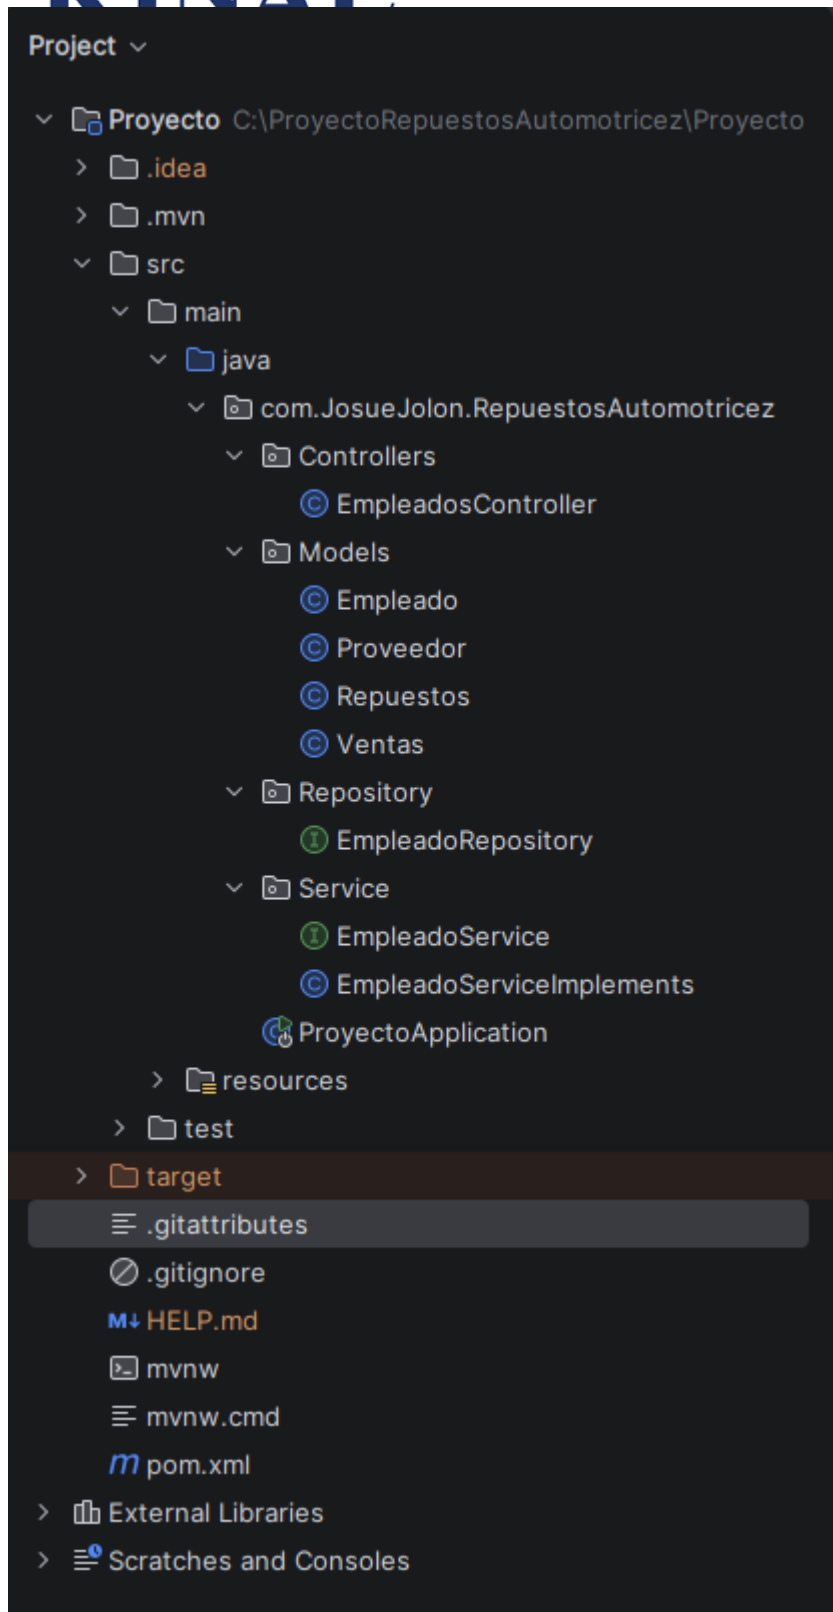 Project
Proyecto C:\ProyectoRepuestosAutomotricez\Proyecto
.idea
.mvn
src
main
java
com.JosueJolon.RepuestosAutomotricez
Controllers
EmpleadosController
Models
Empleado
Proveedor
Repuestos
Ventas
Repository
EmpleadoRepository
Service
EmpleadoService
EmpleadoServiceImplements
ProyectoApplication
resources
test
target
.gitattributes
.gitignore
HELP.md
mvnw
mvnw.cmd
pom.xml
External Libraries
Scratches and Consoles